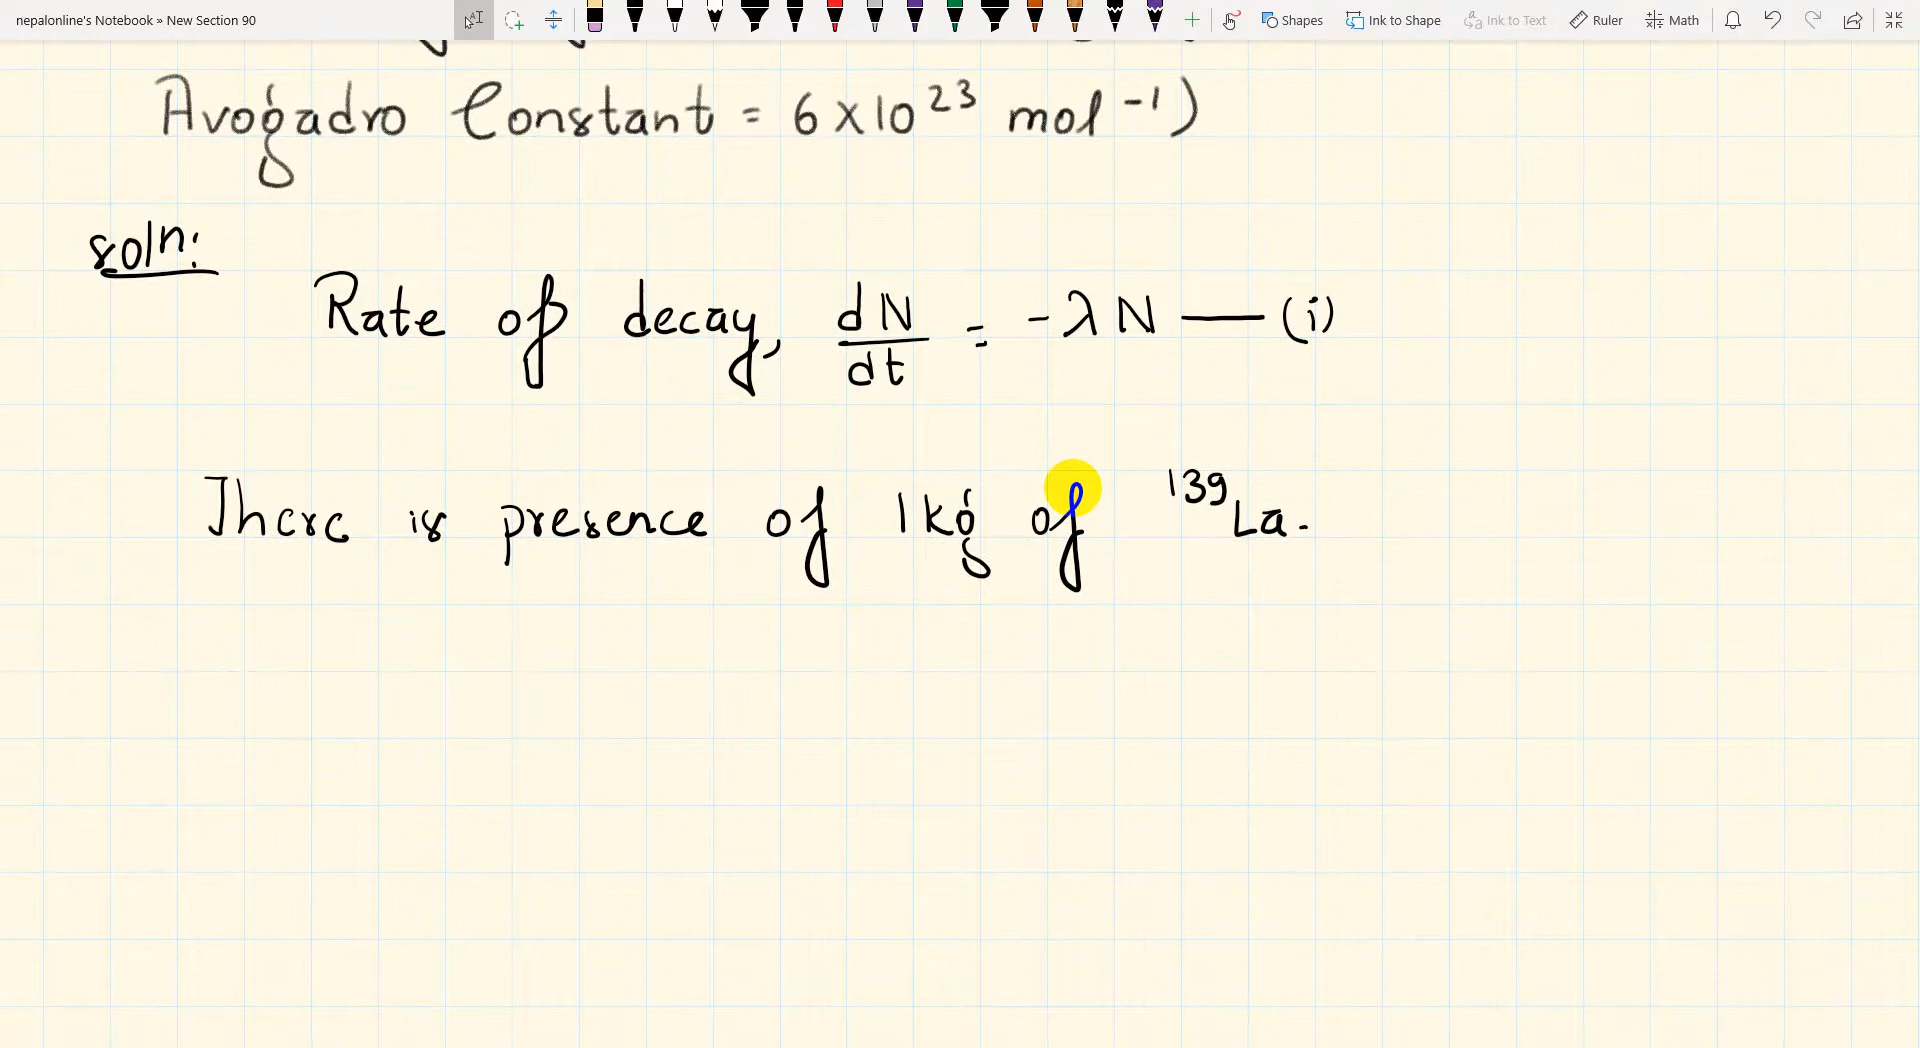 nepalonline's Notebook » New Section 90 Shapes Ink to Shape Ink to Text Ruler Math
Avogadro Constant = 6×10²³ mol⁻¹)
soln:
Rate of decay, dN/dt = -λN — (i)
There is presence of 1kg of ¹³⁹La.